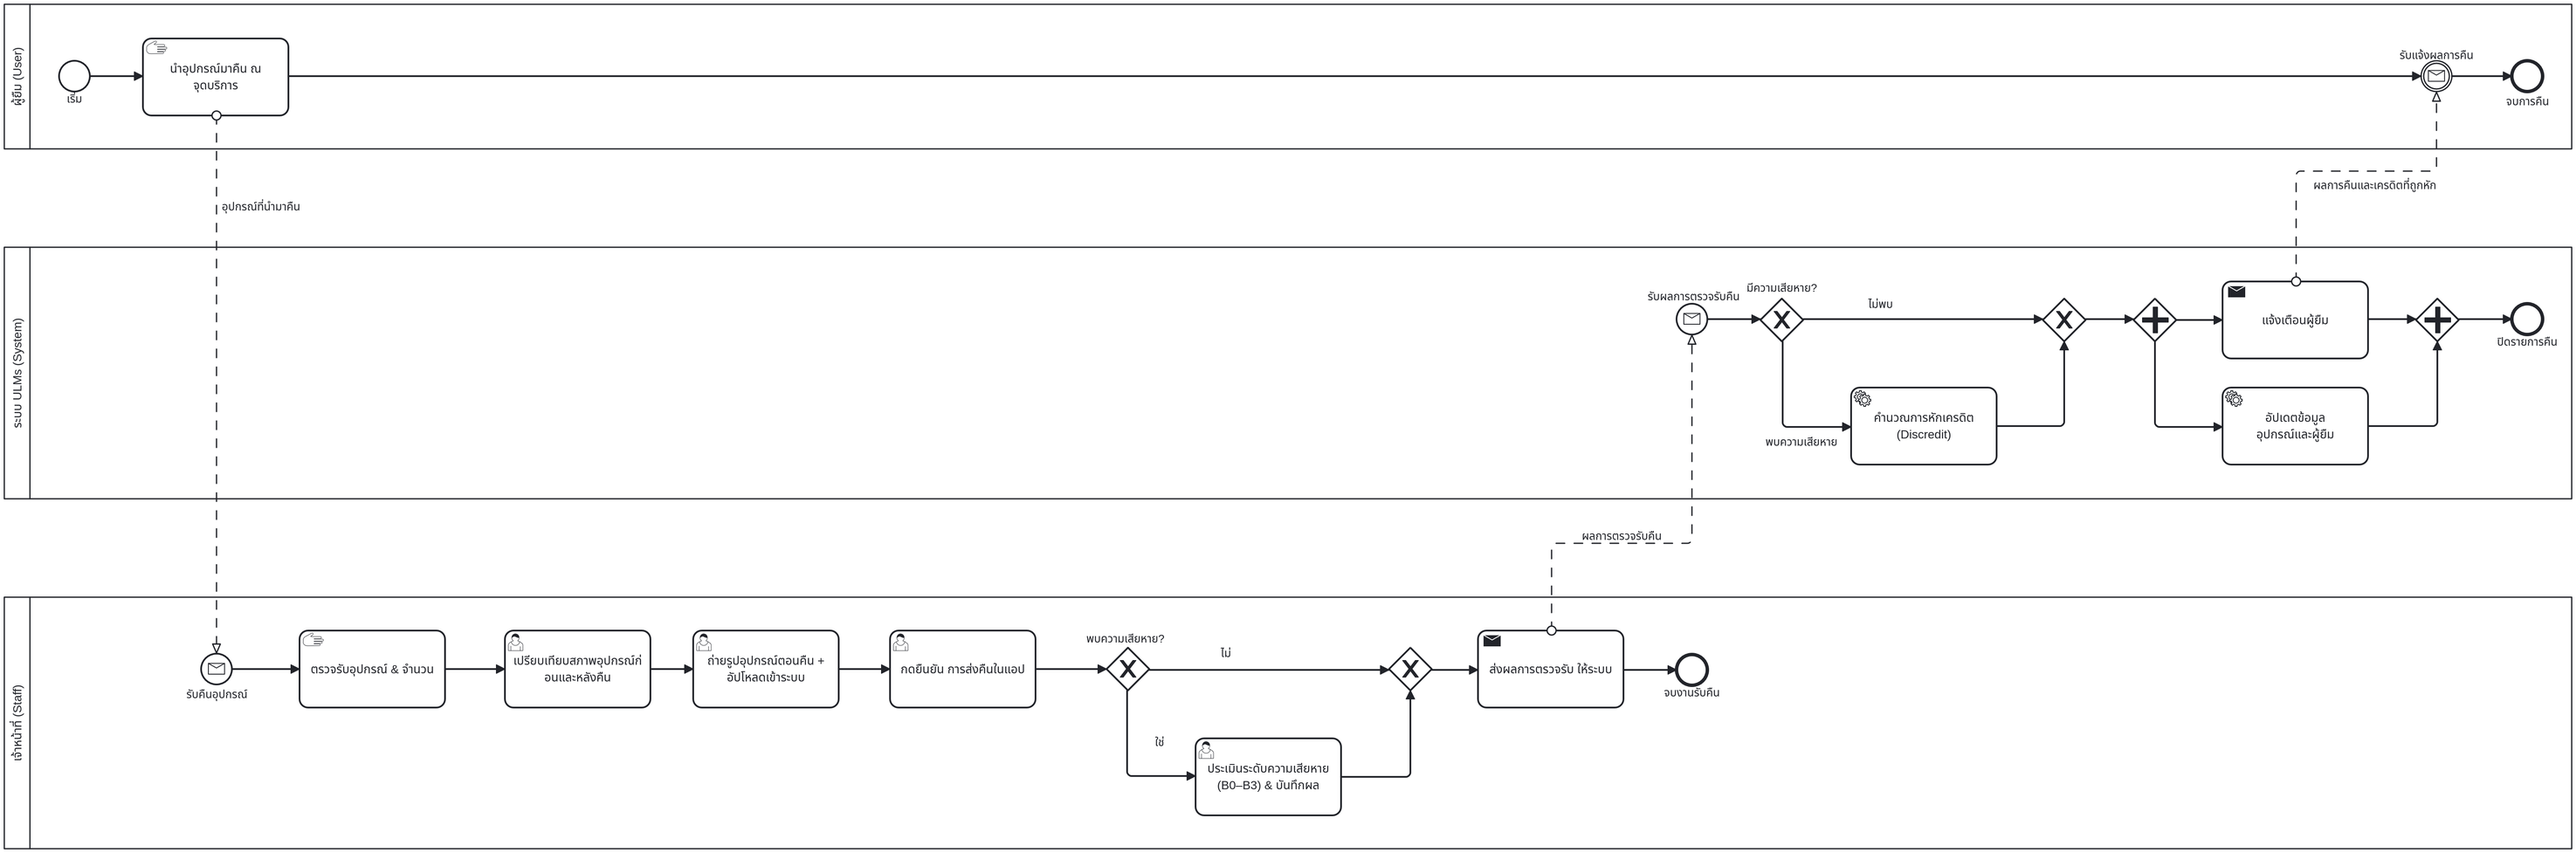 ผู้ยืม (User)
เริ่ม
นำอุปกรณ์มาคืน ณ
จุดบริการ
รับแจ้งผลการคืน
จบการคืน
อุปกรณ์ที่นำมาคืน
ผลการคืนและเครดิตที่ถูกหัก
ระบบ ULMs (System)
รับผลการตรวจรับคืน
มีความเสียหาย?
ไม่พบ
พบความเสียหาย
คำนวณการหักเครดิต
(Discredit)
แจ้งเตือนผู้ยืม
อัปเดตข้อมูล
อุปกรณ์และผู้ยืม
ปิดรายการคืน
ผลการตรวจรับคืน
เจ้าหน้าที่ (Staff)
รับคืนอุปกรณ์
ตรวจรับอุปกรณ์ & จำนวน
เปรียบเทียบสภาพอุปกรณ์ก่
อนและหลังคืน
ถ่ายรูปอุปกรณ์ตอนคืน +
อัปโหลดเข้าระบบ
กดยืนยัน การส่งคืนในแอป
พบความเสียหาย?
ไม่
ใช่
ประเมินระดับความเสียหาย
(B0–B3) & บันทึกผล
ส่งผลการตรวจรับ ให้ระบบ
จบงานรับคืน